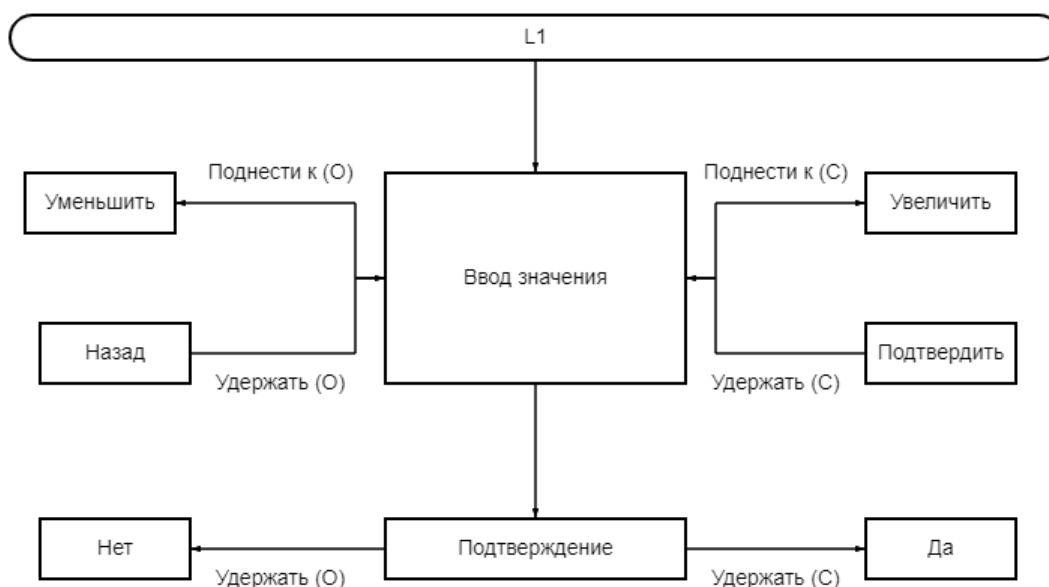 L1
Поднести к (О)
Поднести к (С)
Уменьшить
Увеличить
Ввод значения
Назад
Подтвердить
Удержать (О)
Удержать (С)
Нет
Подтверждение
Да
Удержать (О)
Удержать (С)